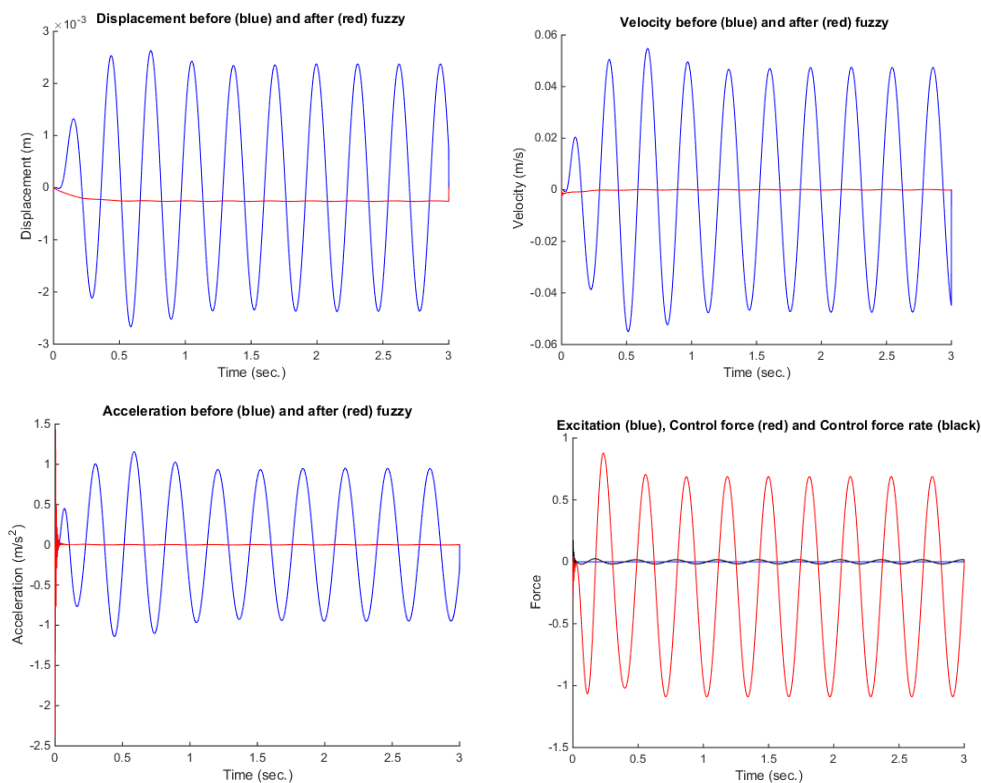 Displacement before (blue) and after (red) fuzzy
3 ×10⁻³
2
1
0
-1
-2
-3
Displacement (m)
0 0.5 1 1.5 2 2.5 3
Time (sec.)
Velocity before (blue) and after (red) fuzzy
0.06
0.04
0.02
0
-0.02
-0.04
-0.06
Velocity (m/s)
0 0.5 1 1.5 2 2.5 3
Time (sec.)
Acceleration before (blue) and after (red) fuzzy
1.5
1
0.5
0
-0.5
-1
-1.5
-2
-2.5
Acceleration (m/s²)
0 0.5 1 1.5 2 2.5 3
Time (sec.)
Excitation (blue), Control force (red) and Control force rate (black)
1
0.5
0
-0.5
-1
-1.5
Force
0 0.5 1 1.5 2 2.5 3
Time (sec.)